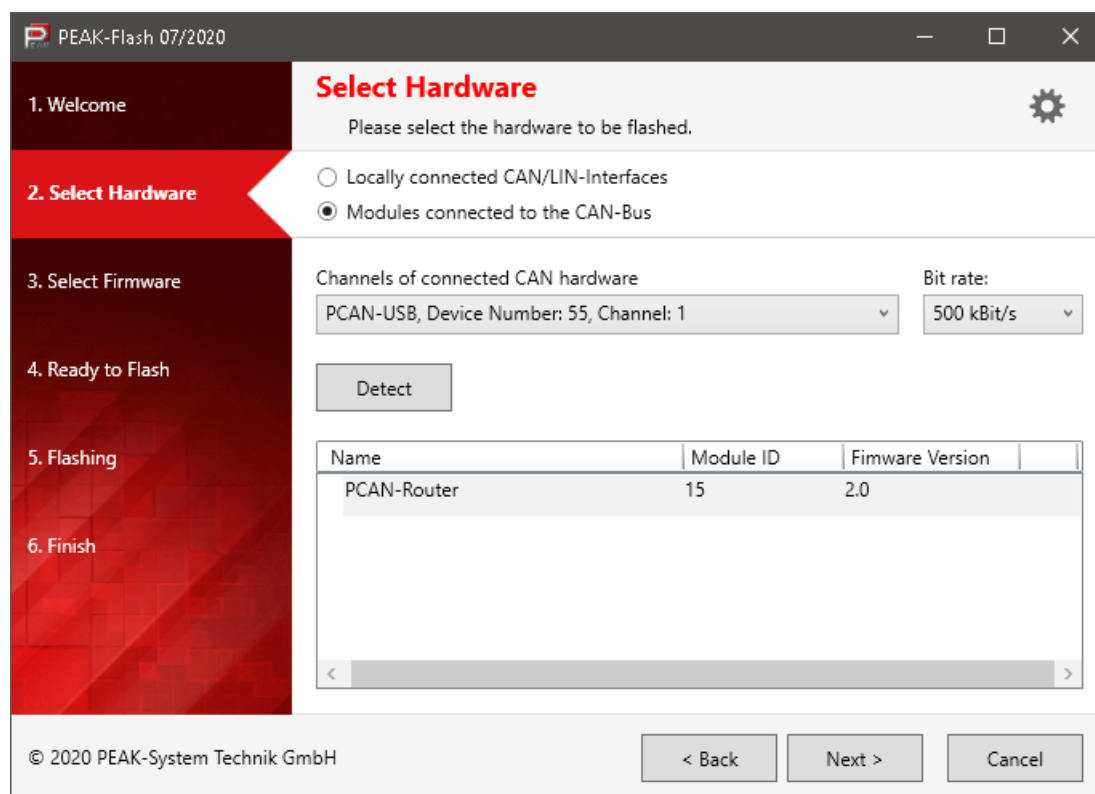 PEAK-Flash 07/2020
1. Welcome
2. Select Hardware
3. Select Firmware
4. Ready to Flash
5. Flashing
6. Finish
Select Hardware
Please select the hardware to be flashed.
Locally connected CAN/LIN-Interfaces
Modules connected to the CAN-Bus
Channels of connected CAN hardware Bit rate:
PCAN-USB, Device Number: 55, Channel: 1 500 kBit/s
Detect
Name Module ID Fimware Version
PCAN-Router 15 2.0
© 2020 PEAK-System Technik GmbH < Back Next > Cancel